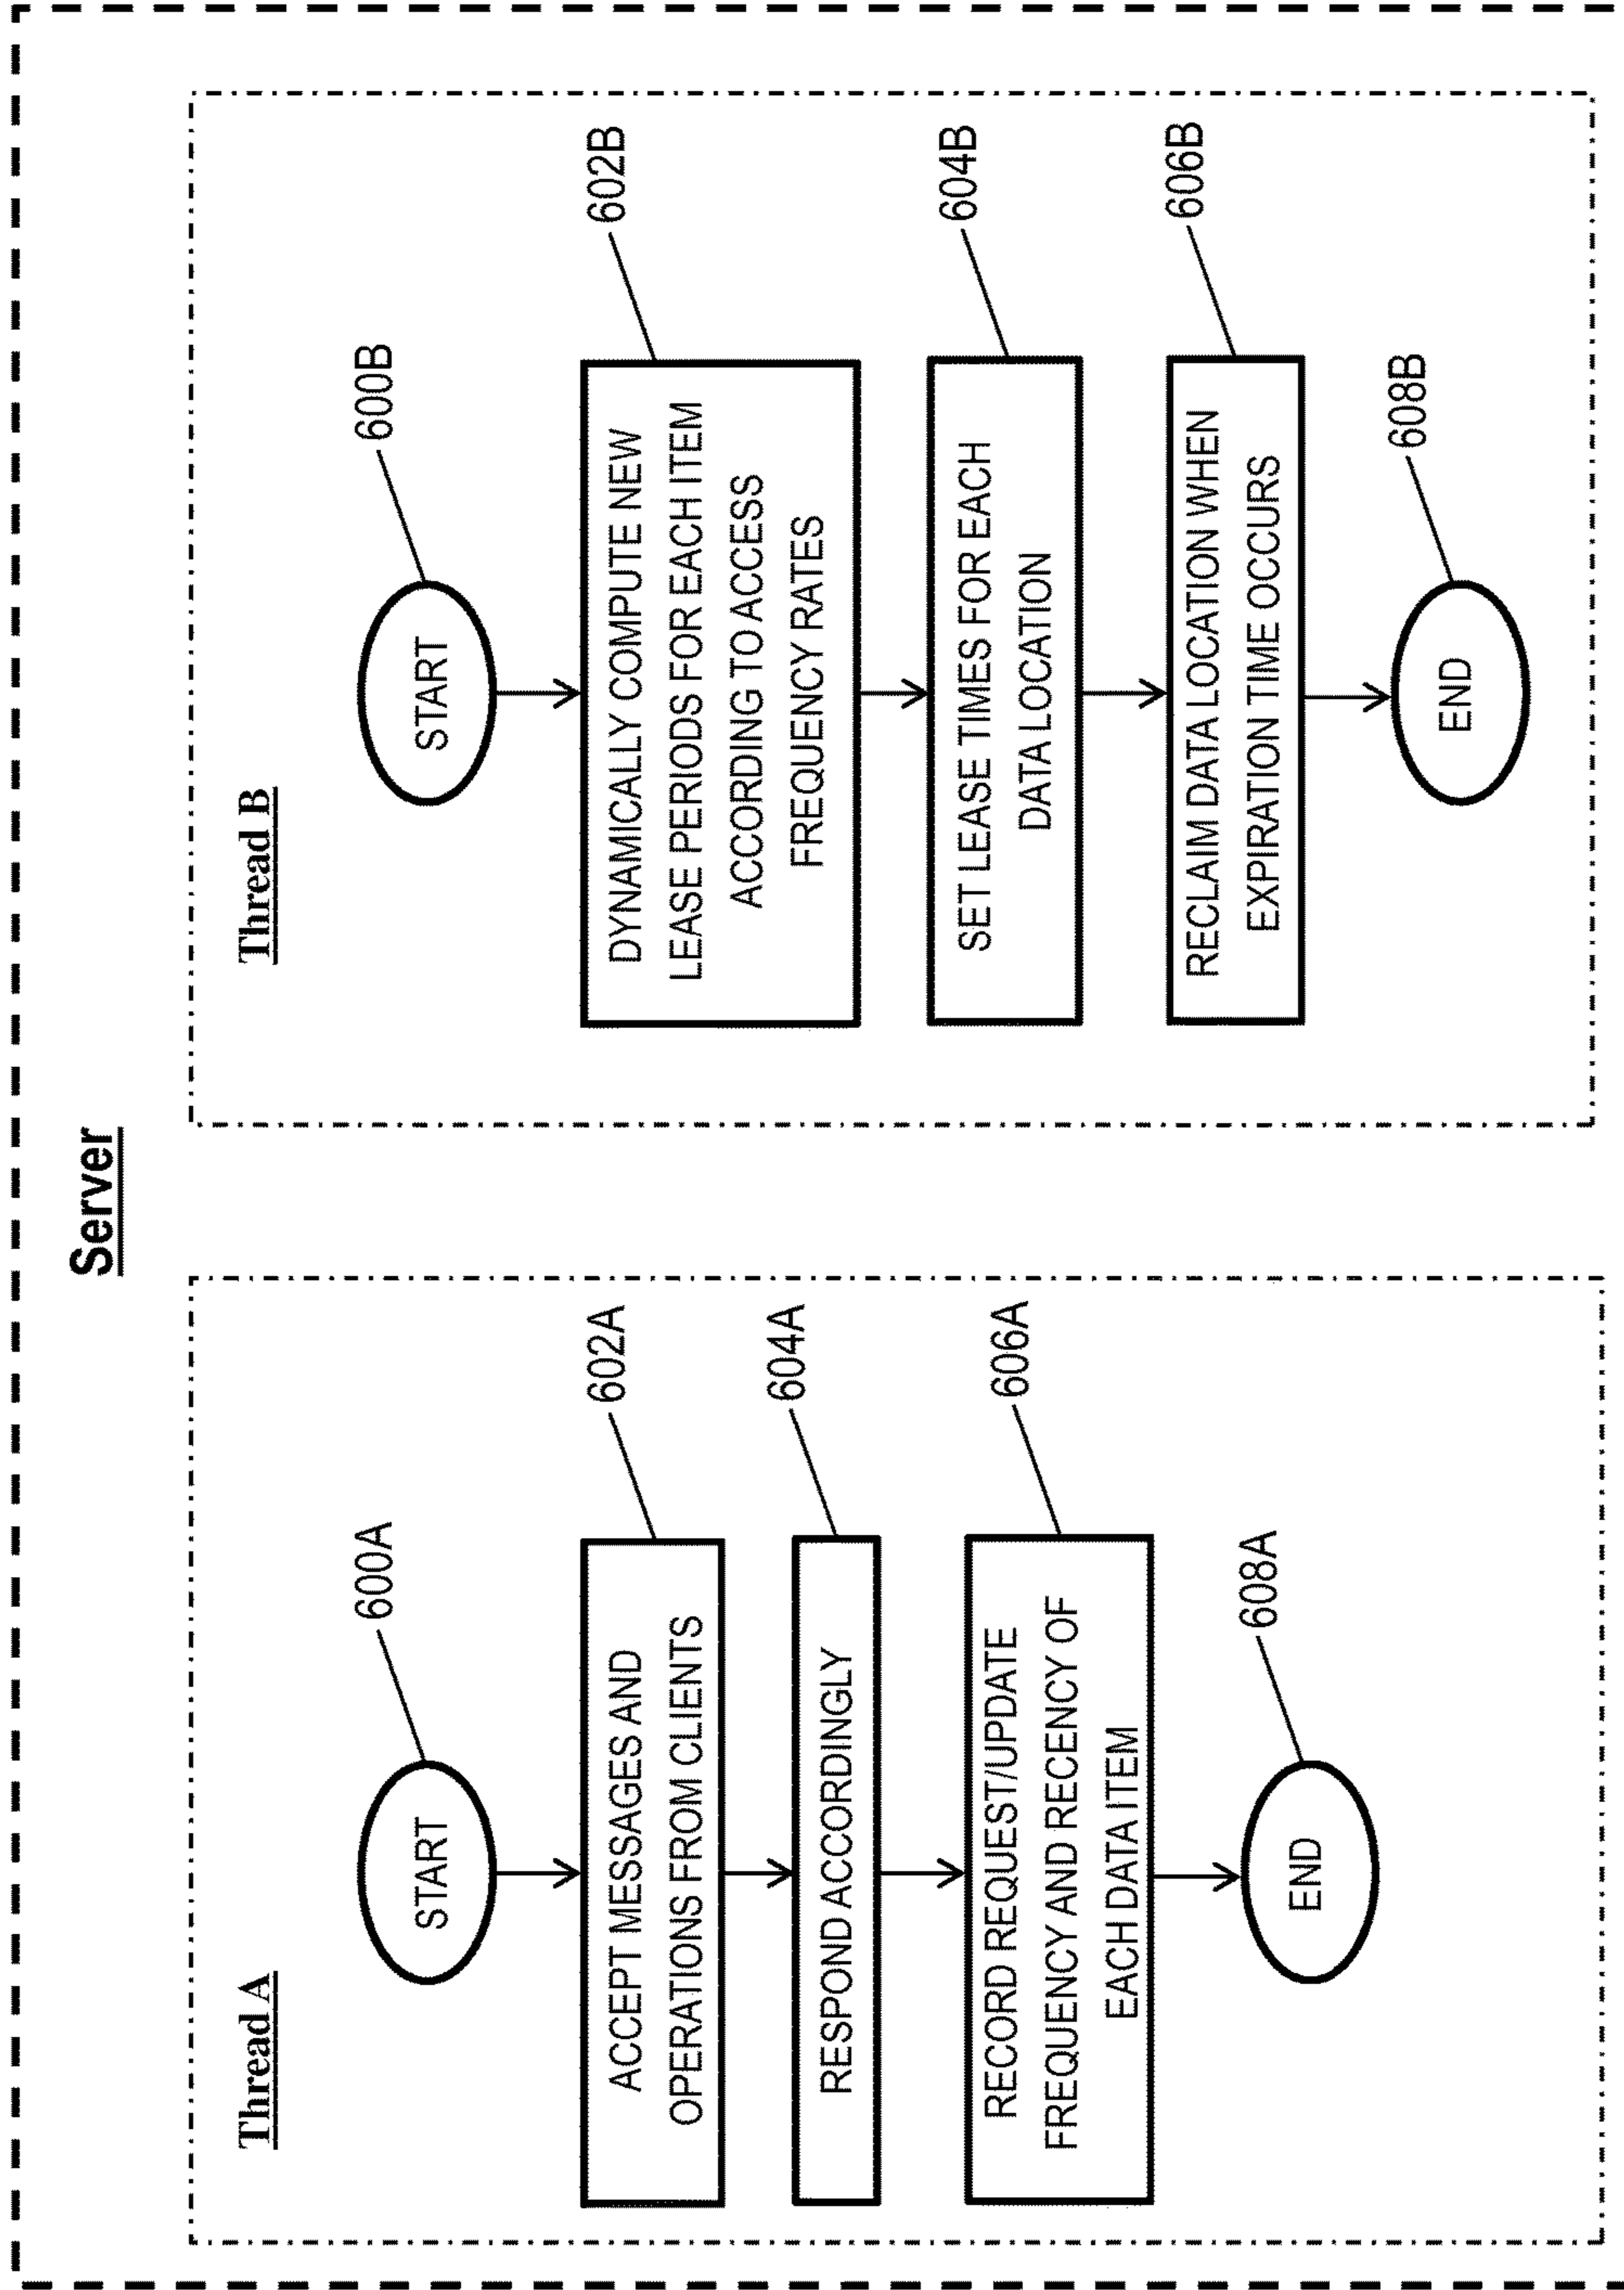 Server
Thread A
START
600A
ACCEPT MESSAGES AND
OPERATIONS FROM CLIENTS
602A
RESPOND ACCORDINGLY
604A
RECORD REQUEST/UPDATE
FREQUENCY AND RECENCY OF
EACH DATA ITEM
606A
END
608A
Thread B
START
600B
DYNAMICALLY COMPUTE NEW
LEASE PERIODS FOR EACH ITEM
ACCORDING TO ACCESS
FREQUENCY RATES
602B
SET LEASE TIMES FOR EACH
DATA LOCATION
604B
RECLAIM DATA LOCATION WHEN
EXPIRATION TIME OCCURS
606B
END
608B